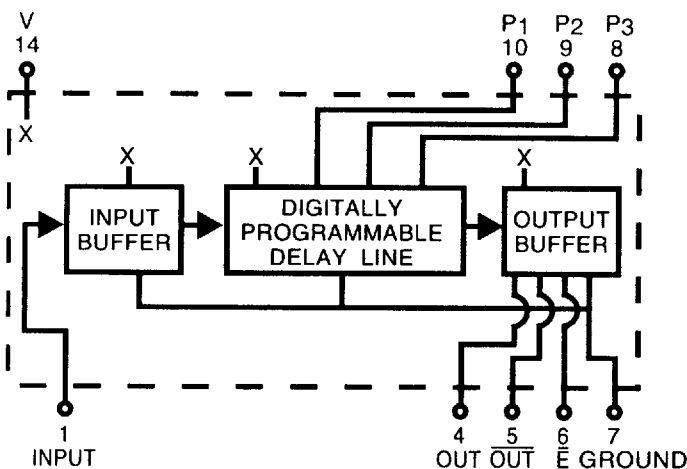 V P1 P2 P3
14 10 9 8
X
X X X
INPUT BUFFER
DIGITALLY PROGRAMMABLE DELAY LINE
OUTPUT BUFFER
1 4 5 6 7
INPUT OUT O̅U̅T̅ E̅ GROUND